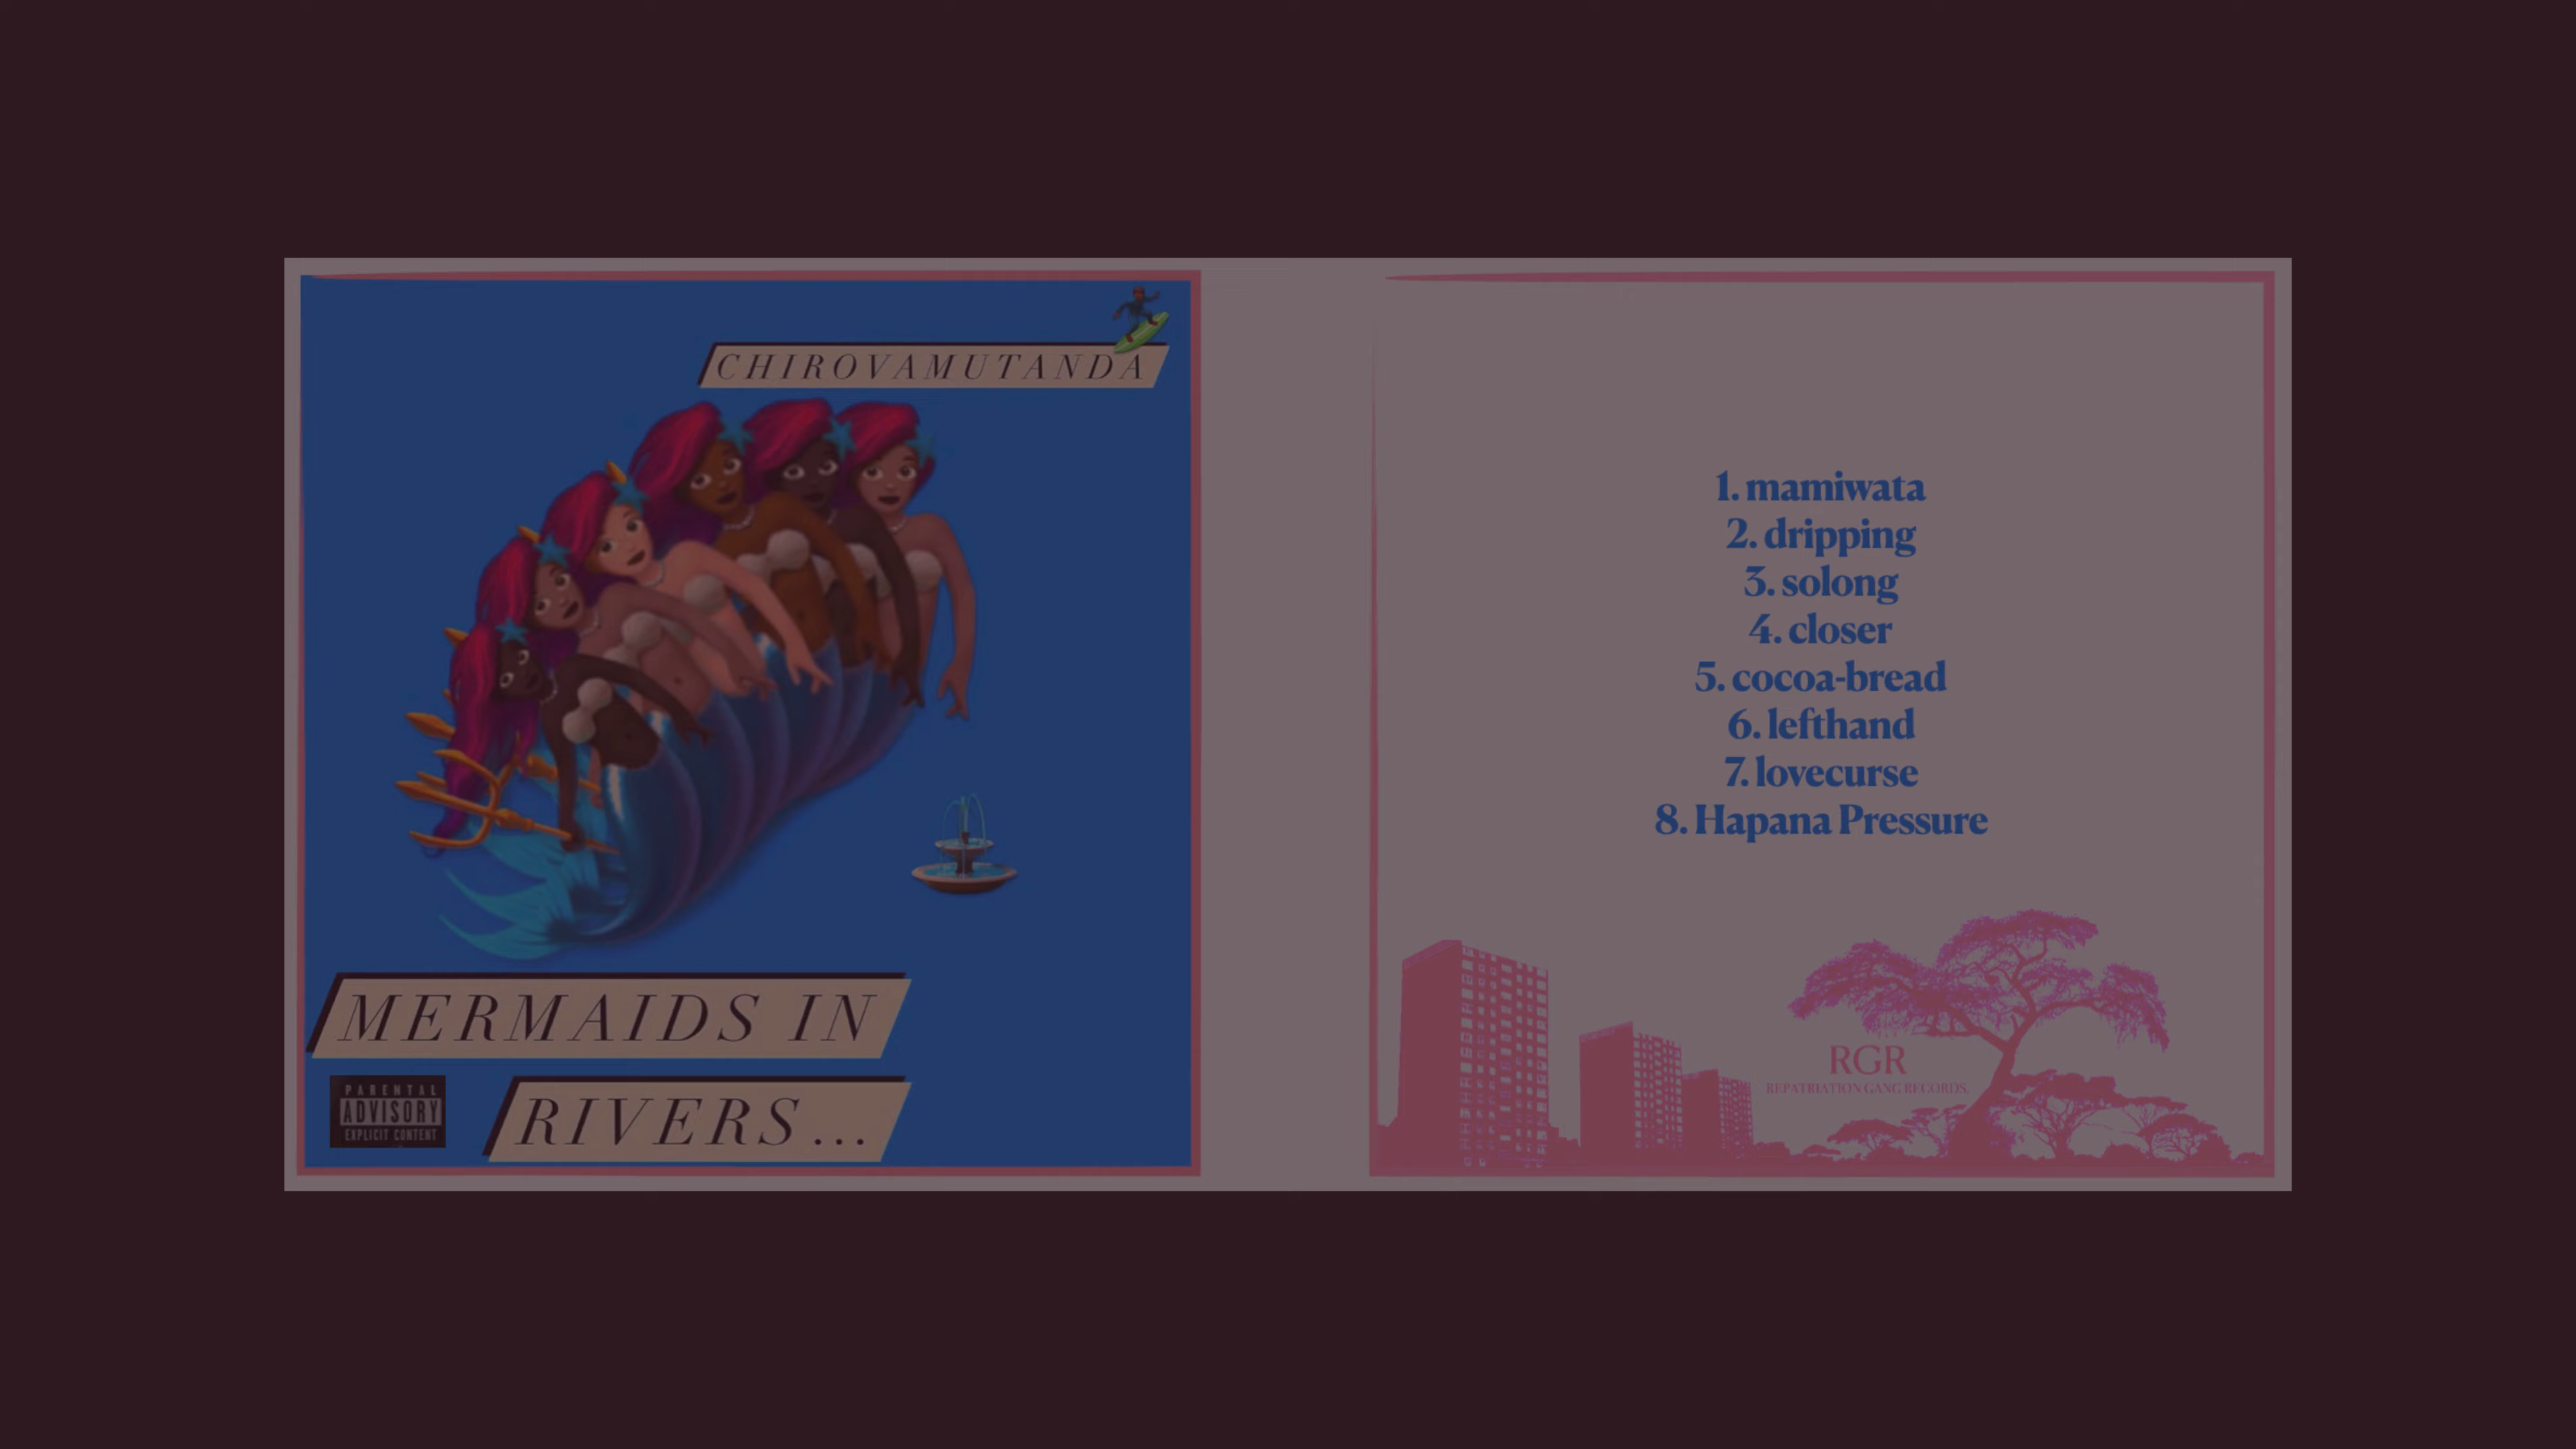 CHIROVAMUTANDA
MERMAIDS IN
RIVERS...
PARENTAL
ADVISORY
EXPLICIT CONTENT
1. mamiwata
2. dripping
3. solong
4. closer
5. cocoa-bread
6. lefthand
7. lovecurse
8. Hapana Pressure
RGR
REPATRIATION GANG RECORDS